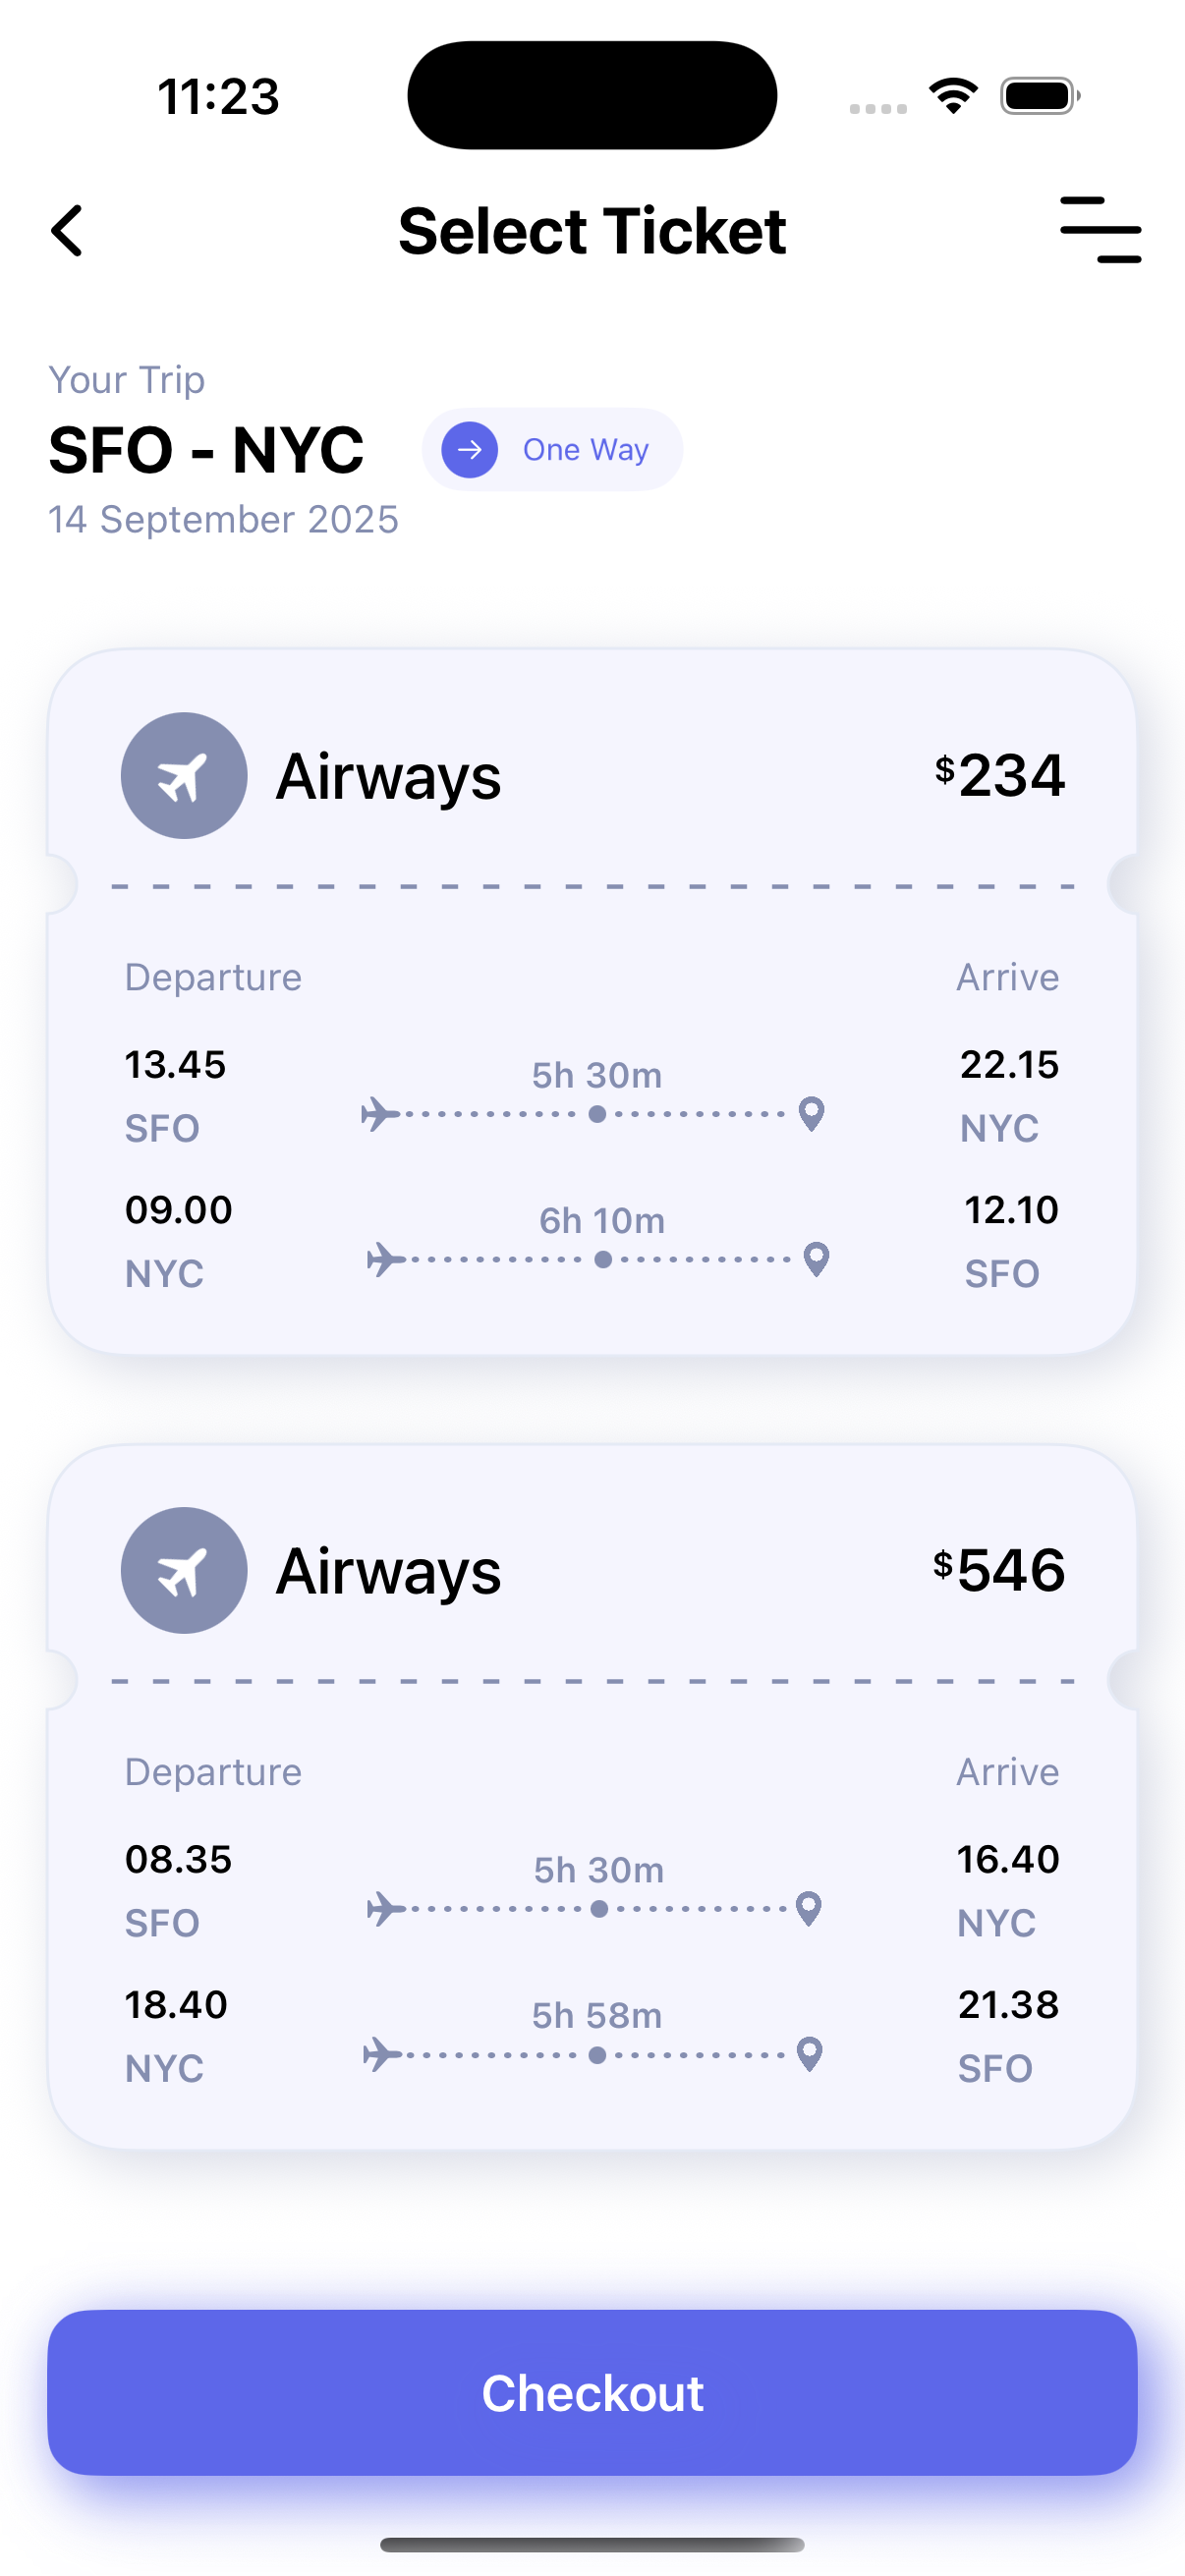 11:23
Select Ticket
Your Trip
SFO - NYC
One Way
14 September 2025
Airways
$234
Departure
Arrive
13.45
5h 30m
22.15
SFO
NYC
09.00
6h 10m
12.10
NYC
SFO
Airways
$546
Departure
Arrive
08.35
5h 30m
16.40
SFO
NYC
18.40
5h 58m
21.38
NYC
SFO
Checkout